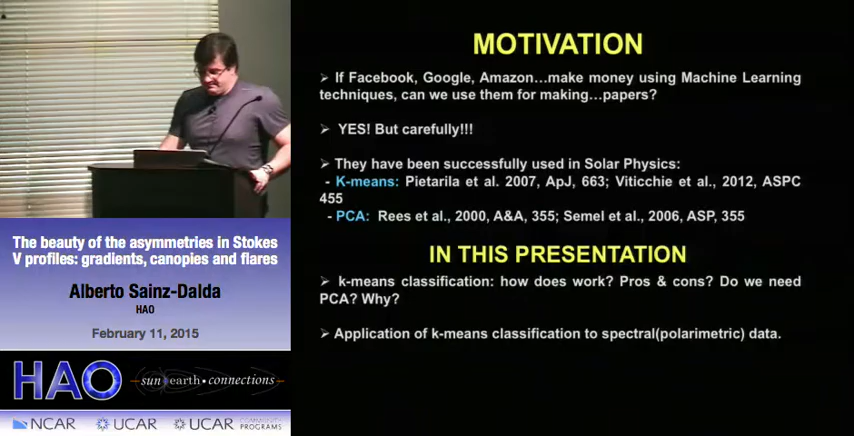 MOTIVATION
➢ If Facebook, Google, Amazon…make money using Machine Learning
techniques, can we use them for making…papers?
➢ YES! But carefully!!!
➢ They have been successfully used in Solar Physics:
- K-means: Pietarila et al. 2007, ApJ, 663; Viticchie et al., 2012, ASPC
455
- PCA: Rees et al., 2000, A&A, 355; Semel et al., 2006, ASP, 355
IN THIS PRESENTATION
➢ k-means classification: how does work? Pros & cons? Do we need
PCA? Why?
➢ Application of k-means classification to spectral(polarimetric) data.
The beauty of the asymmetries in Stokes
V profiles: gradients, canopies and flares
Alberto Sainz-Dalda
HAO
February 11, 2015
HAO sun earth • connections
NCAR UCAR UCAR COMMUNITY
PROGRAMS